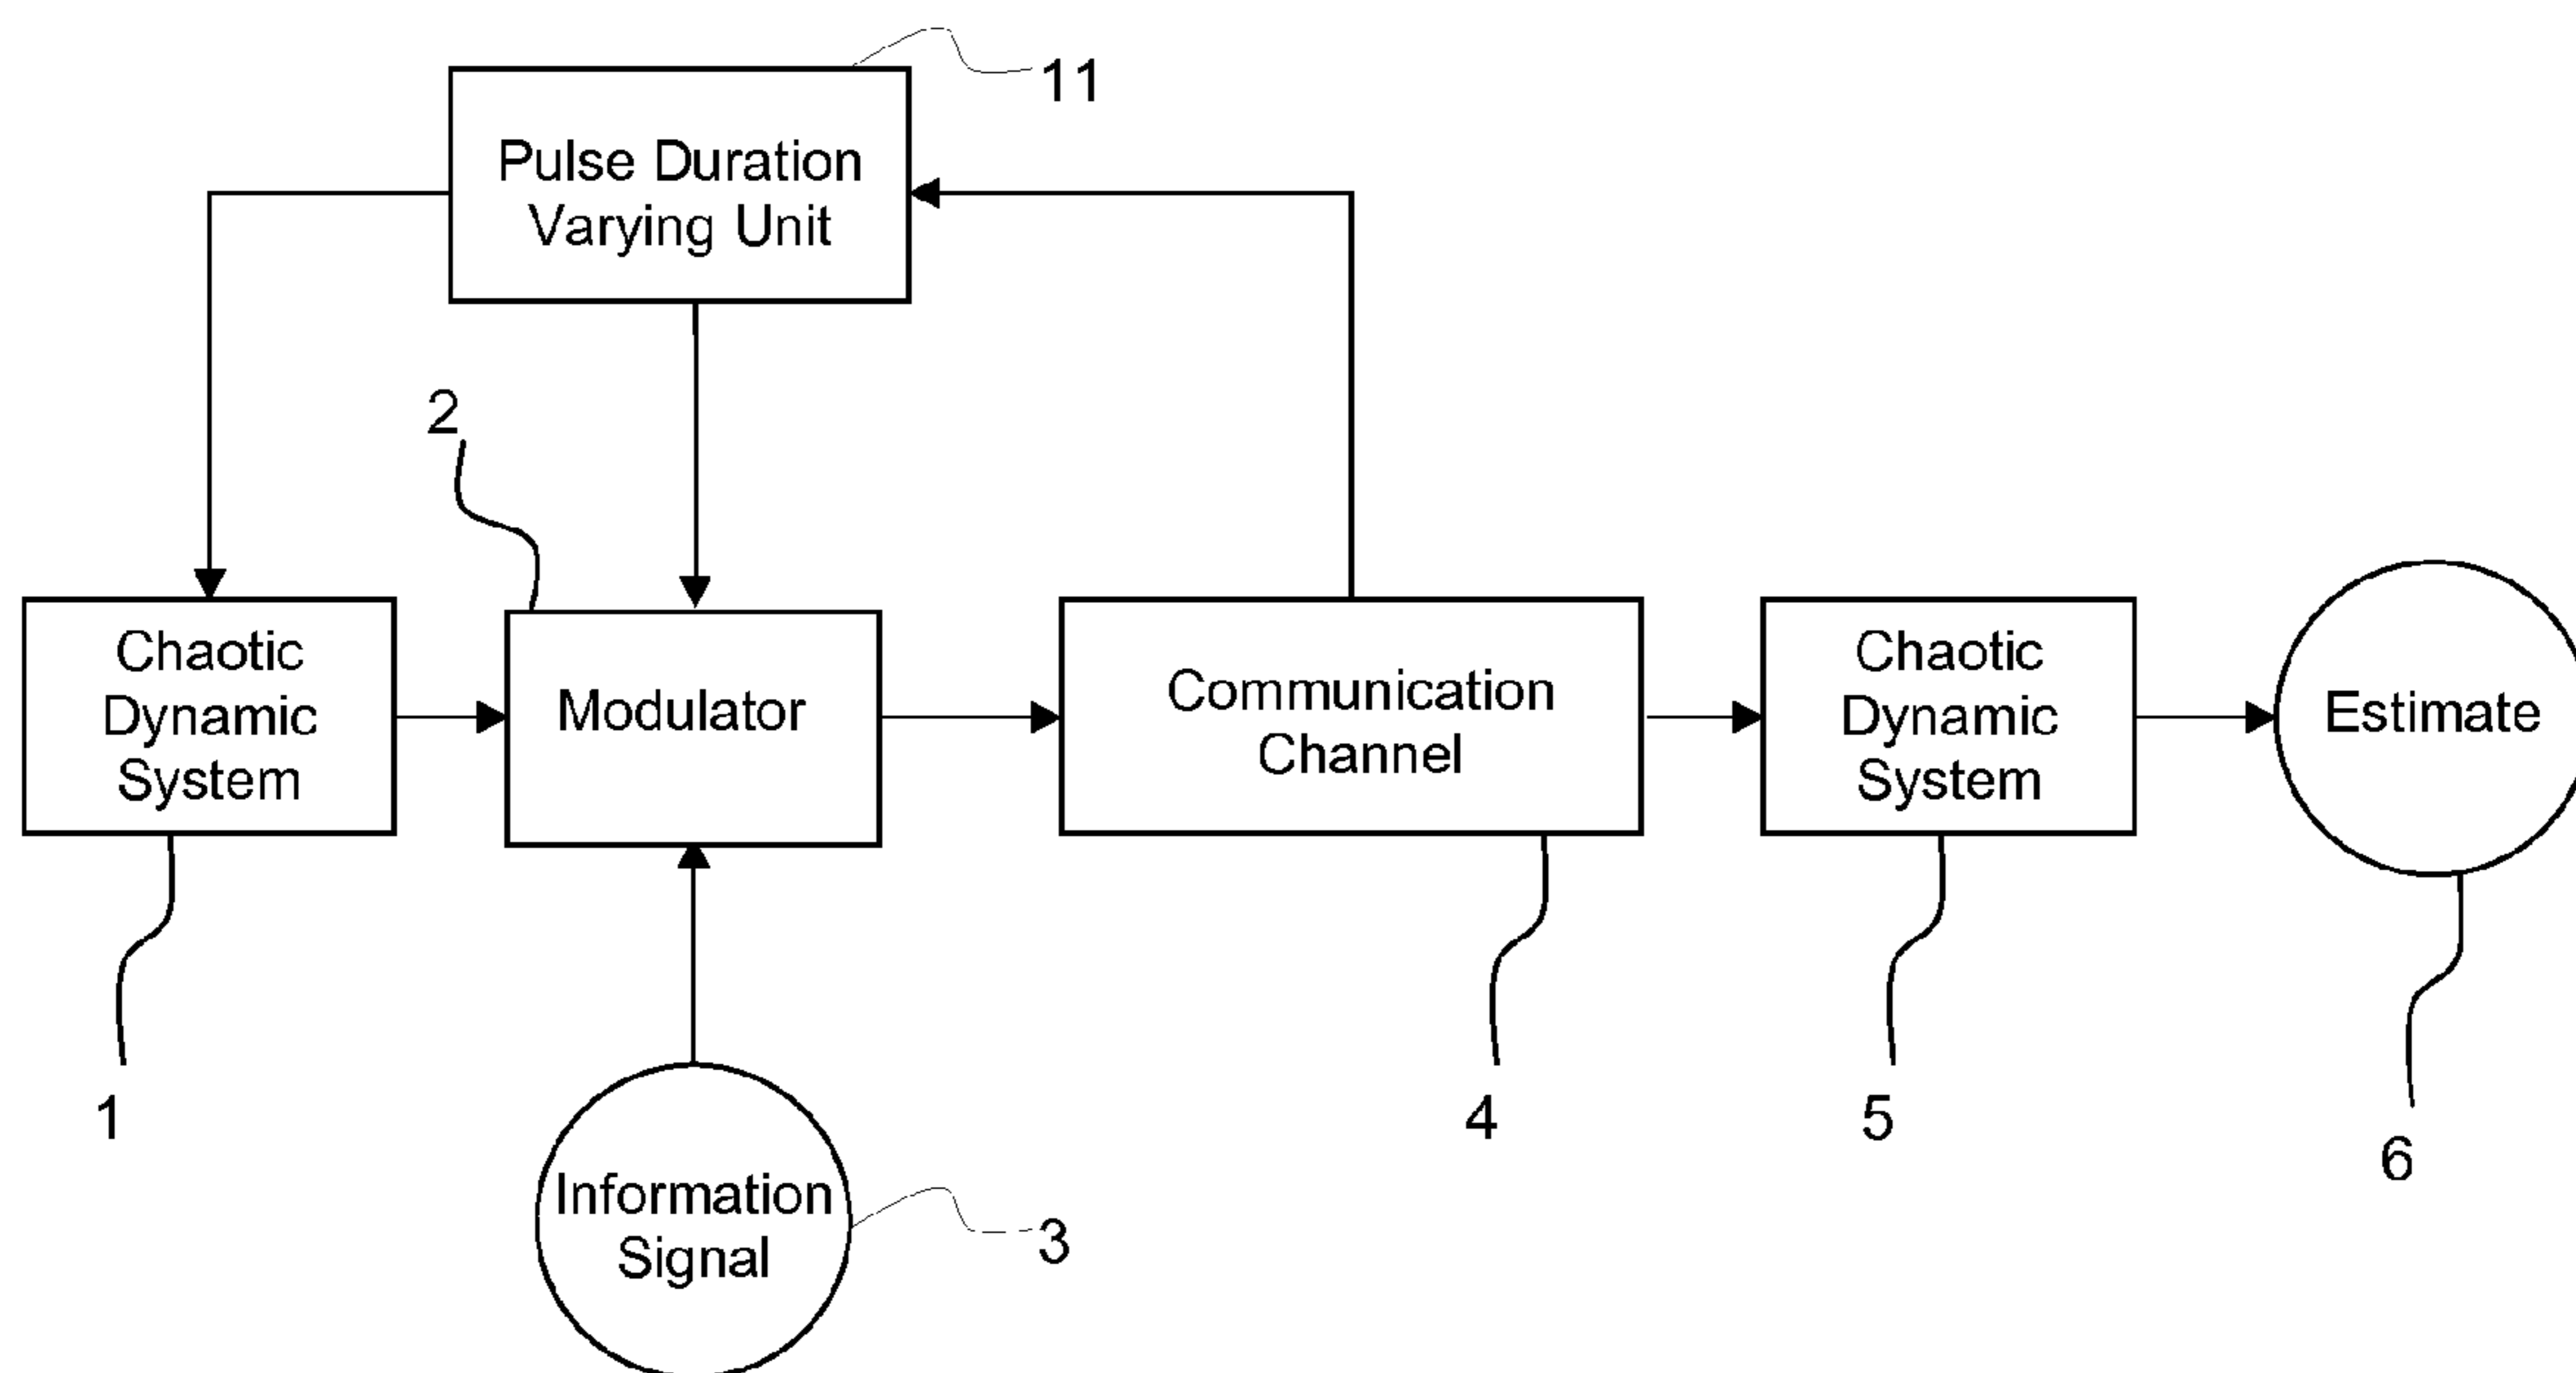 11
Pulse Duration
Varying Unit
2
Chaotic
Dynamic
System
Modulator
Communication
Channel
Chaotic
Dynamic
System
Estimate
1
4
5
6
Information
Signal
3